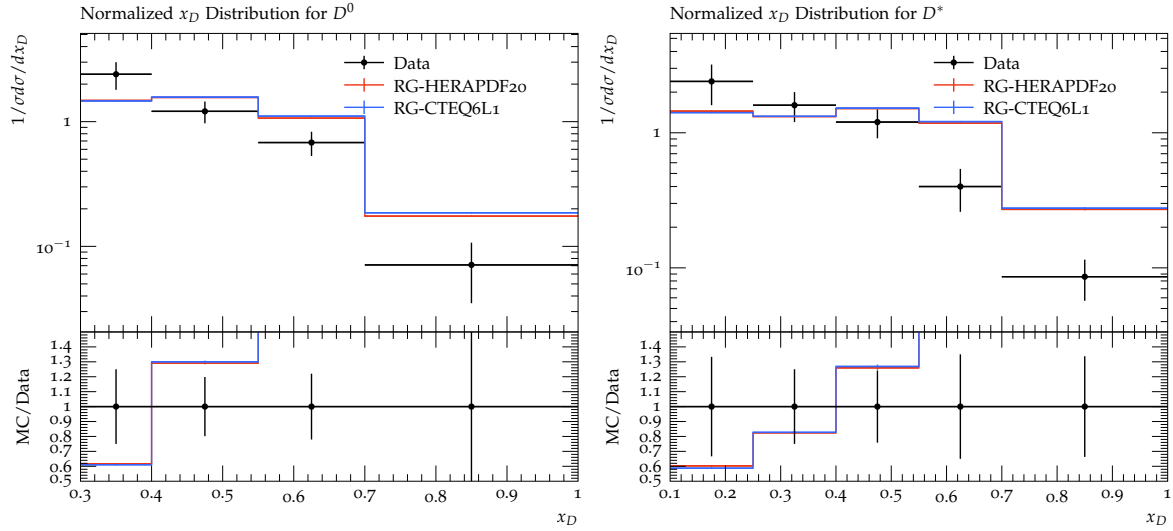 Normalized x_D Distribution for D^0
1/σdσ/dx_D
Data
RG-HERAPDF20
RG-CTEQ6L1
1
10^−1
MC/Data
1.4
1.3
1.2
1.1
1
0.9
0.8
0.7
0.6
0.5
0.3 0.4 0.5 0.6 0.7 0.8 0.9 1
x_D
Normalized x_D Distribution for D^*
1/σdσ/dx_D
Data
RG-HERAPDF20
RG-CTEQ6L1
1
10^−1
MC/Data
1.4
1.3
1.2
1.1
1
0.9
0.8
0.7
0.6
0.5
0.1 0.2 0.3 0.4 0.5 0.6 0.7 0.8 0.9 1
x_D